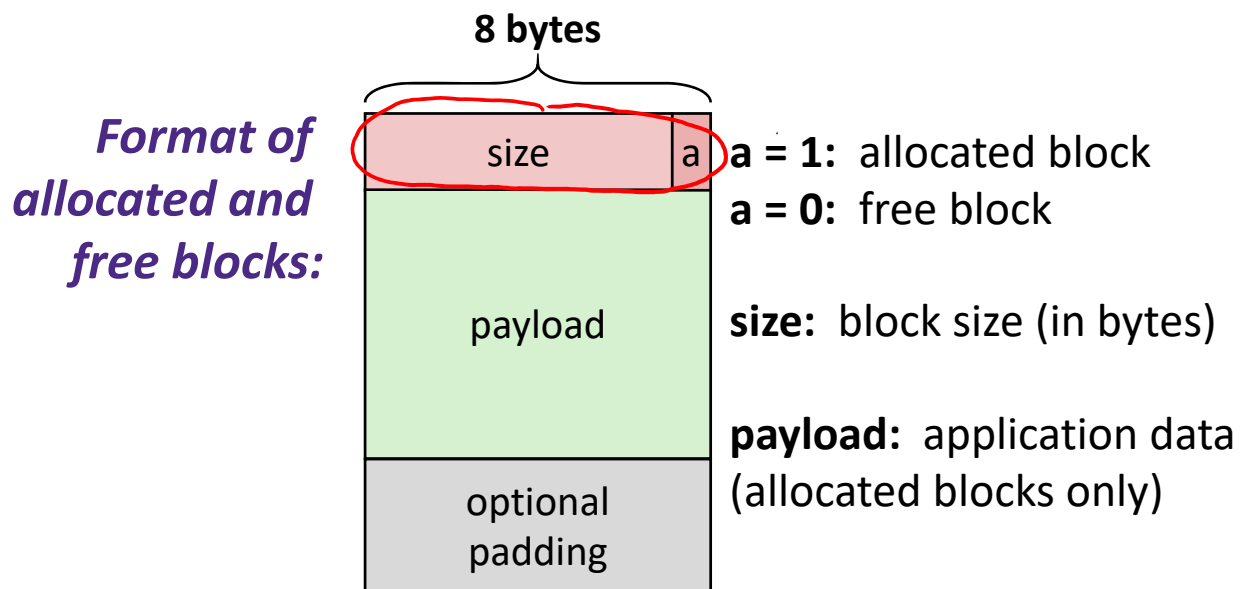 8 bytes
Format of
allocated and
free blocks:
size
a
a = 1: allocated block
a = 0: free block
payload
size: block size (in bytes)
payload: application data
(allocated blocks only)
optional
padding